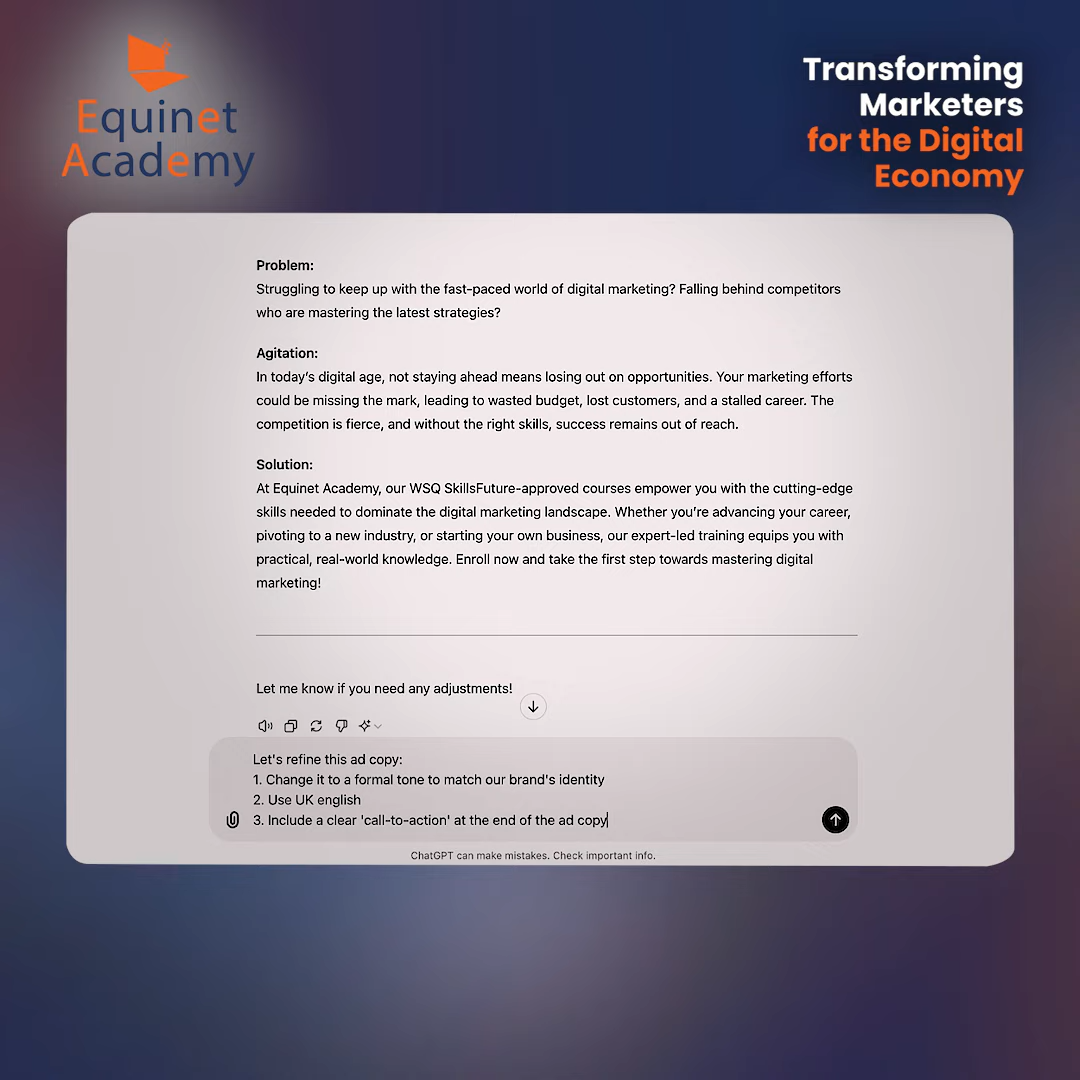 Equinet
Academy
Transforming
Marketers
for the Digital
Economy
Problem:
Struggling to keep up with the fast-paced world of digital marketing? Falling behind competitors
who are mastering the latest strategies?
Agitation:
In today’s digital age, not staying ahead means losing out on opportunities. Your marketing efforts
could be missing the mark, leading to wasted budget, lost customers, and a stalled career. The
competition is fierce, and without the right skills, success remains out of reach.
Solution:
At Equinet Academy, our WSQ SkillsFuture-approved courses empower you with the cutting-edge
skills needed to dominate the digital marketing landscape. Whether you’re advancing your career,
pivoting to a new industry, or starting your own business, our expert-led training equips you with
practical, real-world knowledge. Enroll now and take the first step towards mastering digital
marketing!
Let me know if you need any adjustments!
Let's refine this ad copy:
1. Change it to a formal tone to match our brand's identity
2. Use UK english
3. Include a clear 'call-to-action' at the end of the ad copy
ChatGPT can make mistakes. Check important info.